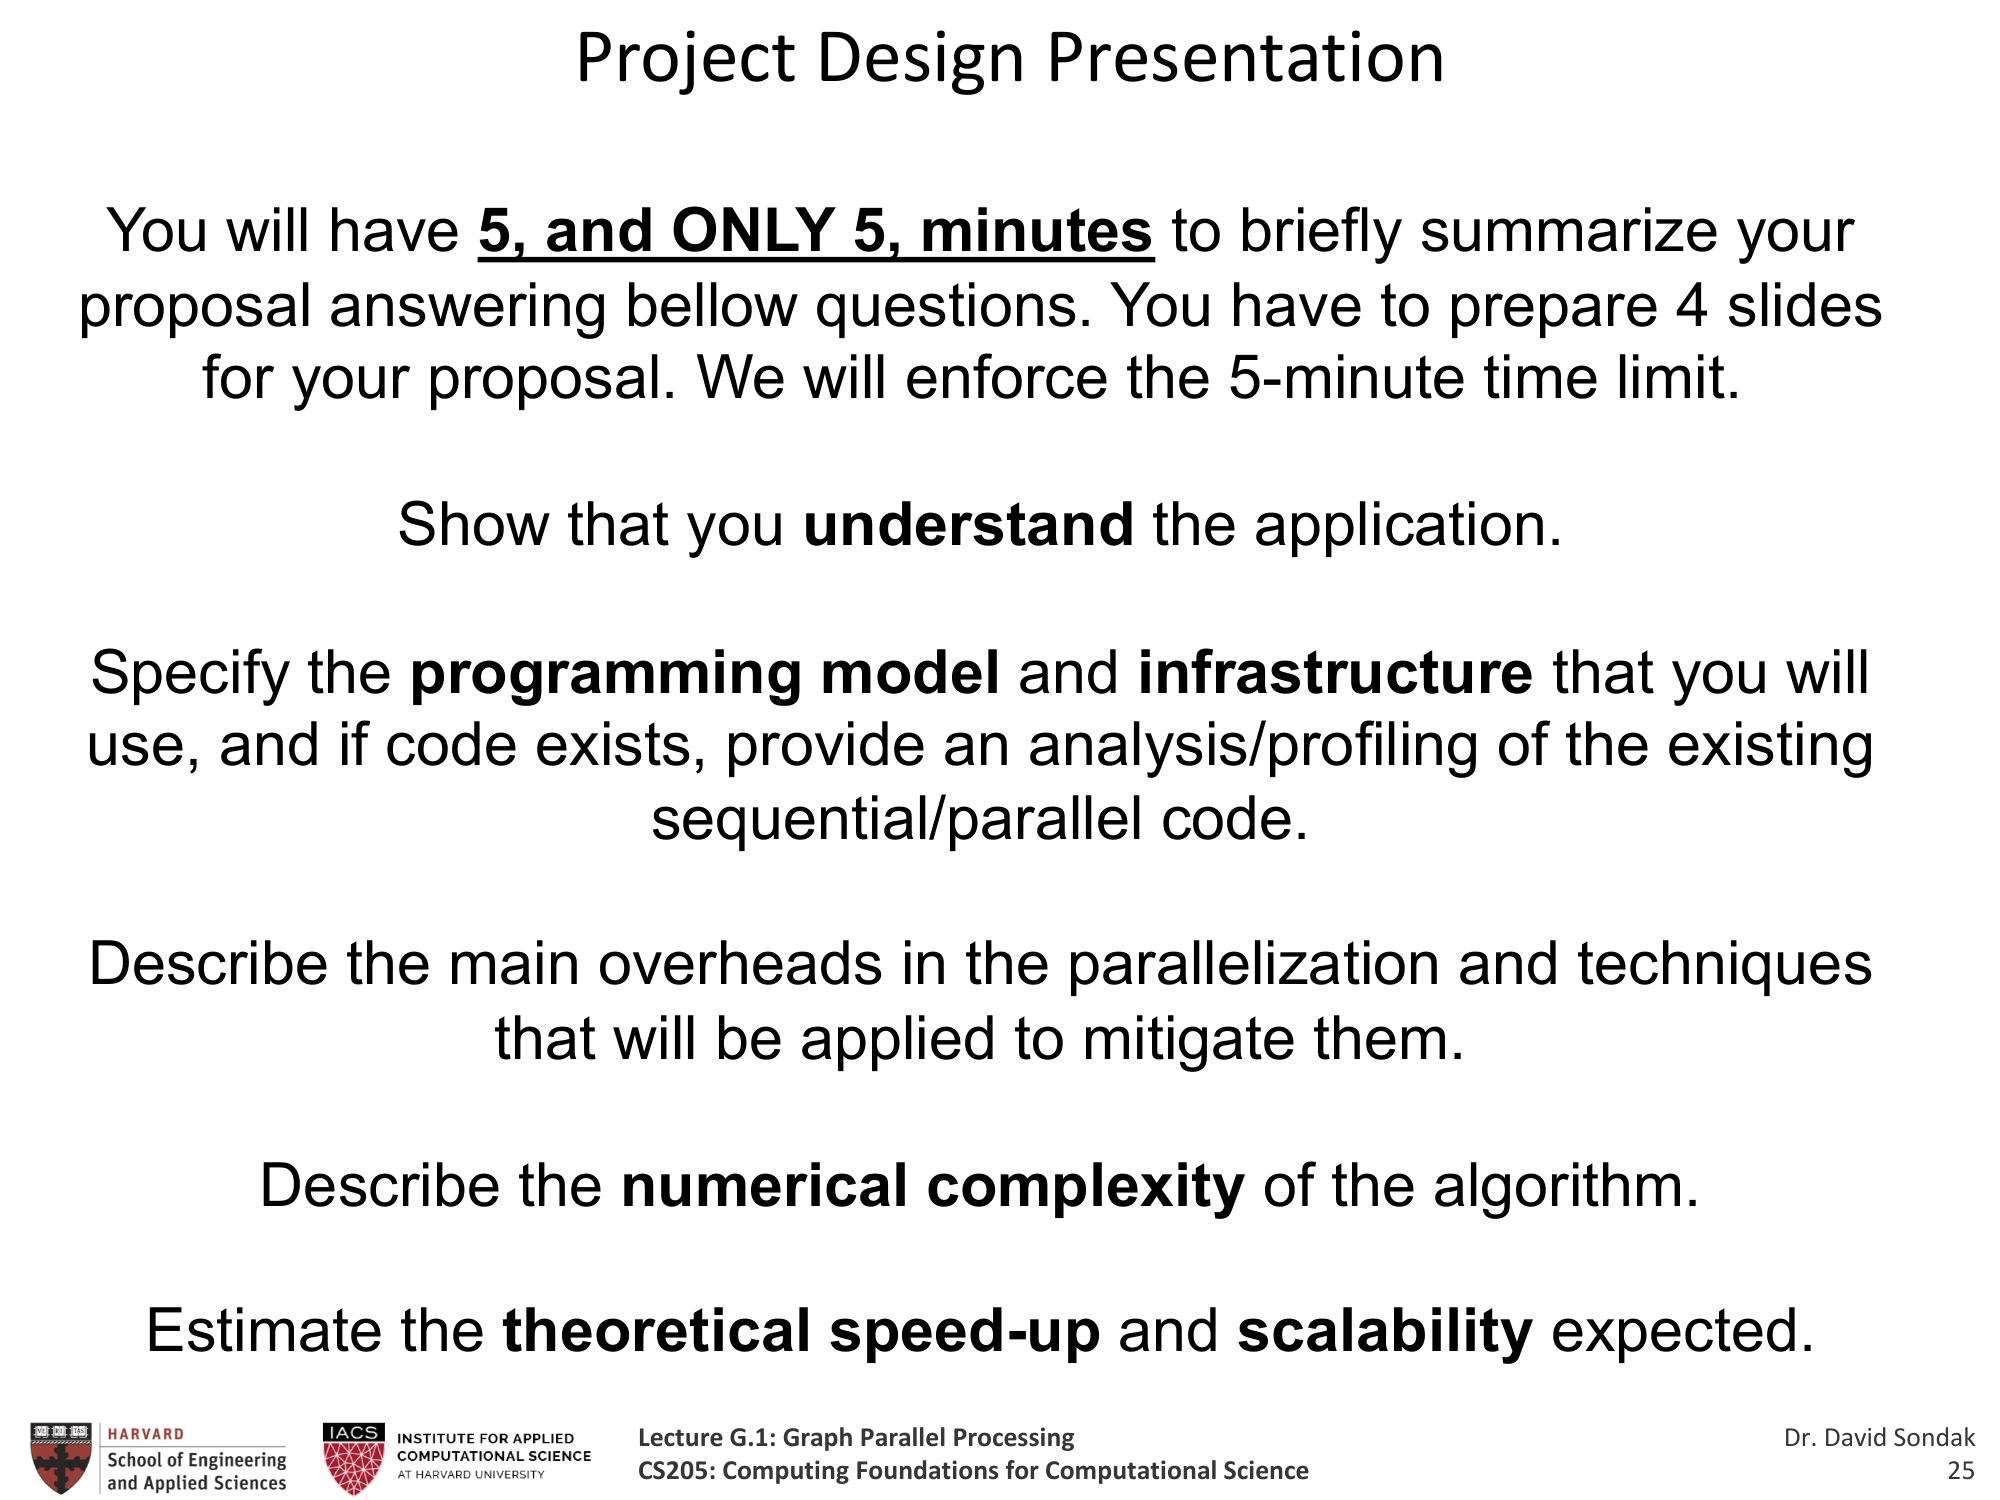 Project Design Presentation
You will have 5, and ONLY 5, minutes to briefly summarize your
proposal answering bellow questions. You have to prepare 4 slides
for your proposal. We will enforce the 5-minute time limit.
Show that you understand the application.
Specify the programming model and infrastructure that you will
use, and if code exists, provide an analysis/profiling of the existing
sequential/parallel code.
Describe the main overheads in the parallelization and techniques
that will be applied to mitigate them.
Describe the numerical complexity of the algorithm.
Estimate the theoretical speed-up and scalability expected.
HARVARD
School of Engineering
and Applied Sciences
IACS
INSTITUTE FOR APPLIED
COMPUTATIONAL SCIENCE
AT HARVARD UNIVERSITY
Lecture G.1: Graph Parallel Processing
CS205: Computing Foundations for Computational Science
Dr. David Sondak
25